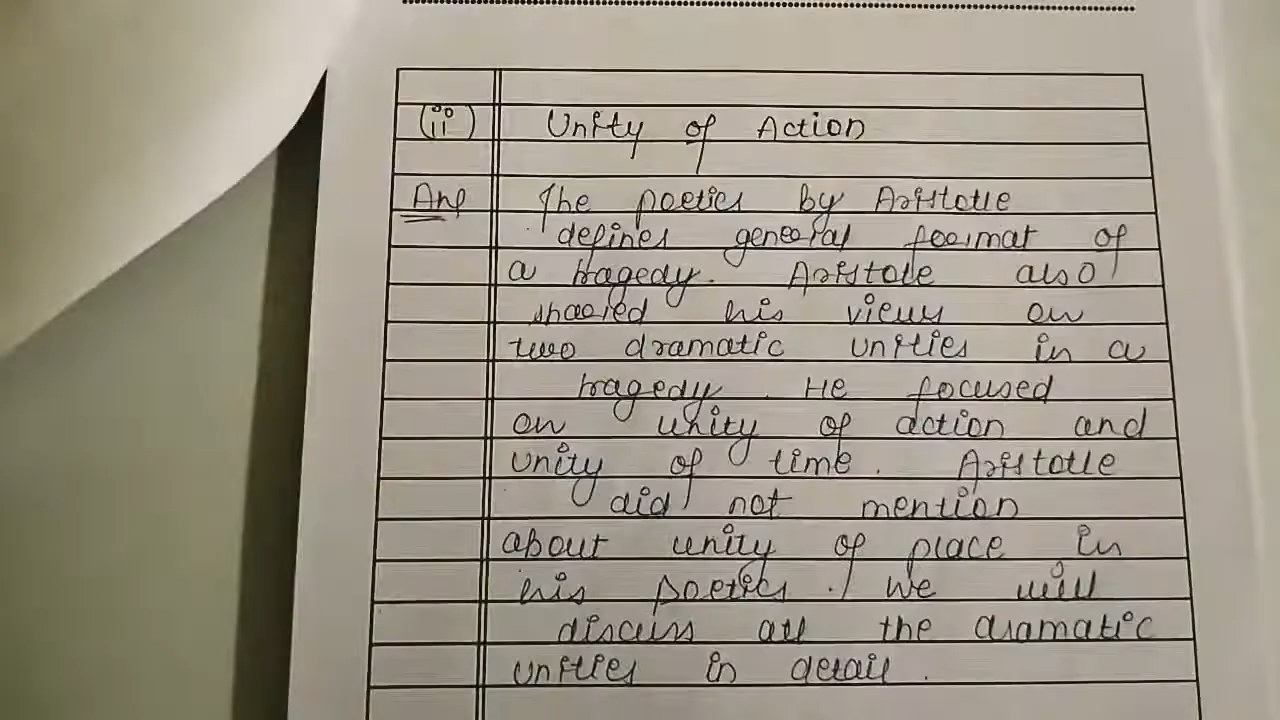 (ii) Unity of Action
Ans The poetics by Aristotle
defines general format of
a tragedy. Aristotle also
shared his views on
two dramatic unities in a
tragedy. He focused
on unity of action and
unity of time. Aristotle
did not mention
about unity of place in
his poetics. We will
discuss all the dramatic
unities in detail.